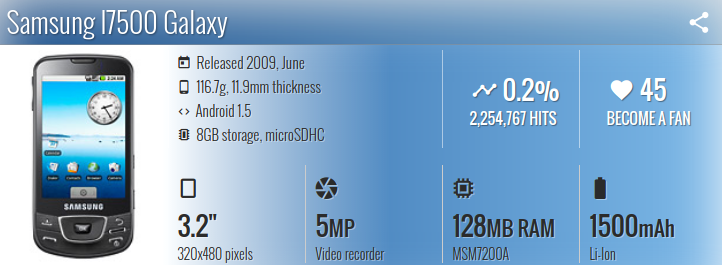 Samsung I7500 Galaxy
Released 2009, June
116.7g, 11.9mm thickness
Android 1.5
8GB storage, microSDHC
0.2%
2,254,767 HITS
45
BECOME A FAN
SAMSUNG
3.2"
320x480 pixels
5MP
Video recorder
128MB RAM
MSM7200A
1500mAh
Li-Ion